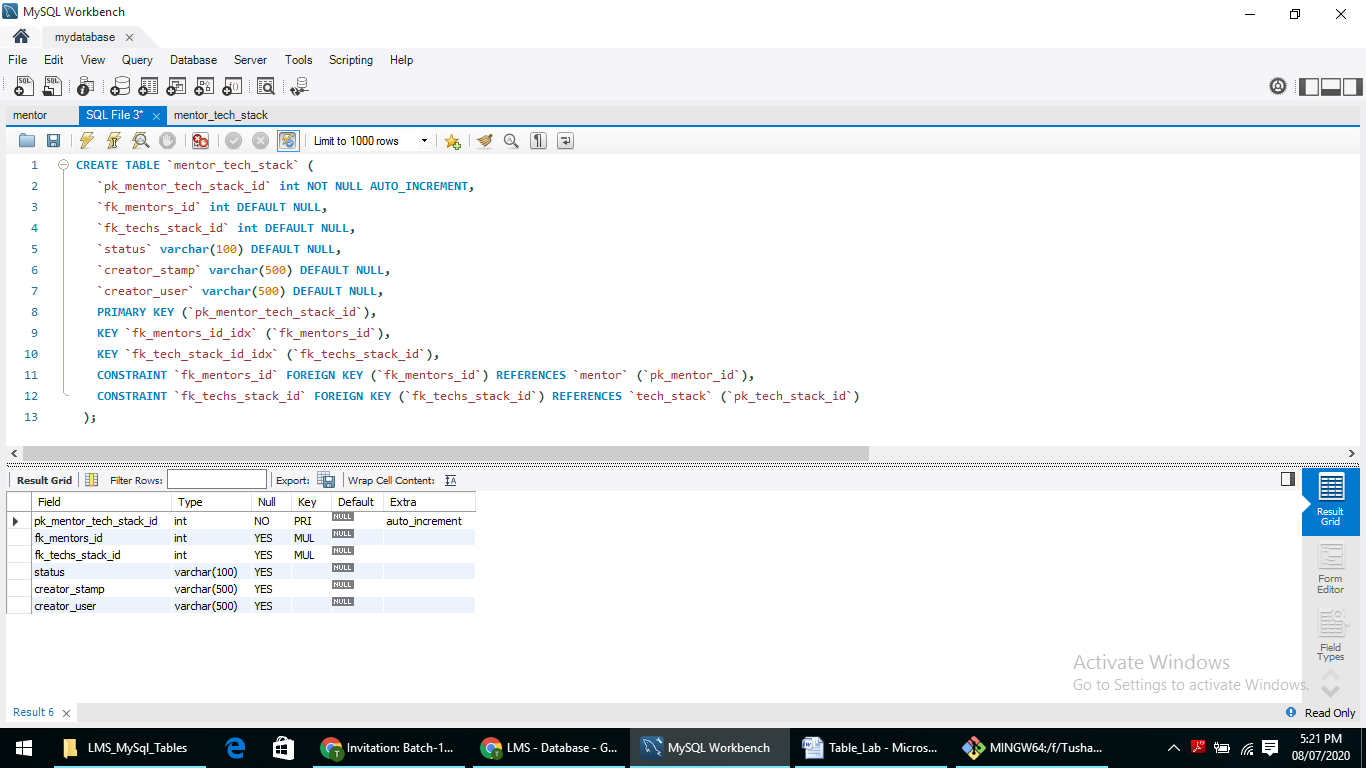 MySQL Workbench
mydatabase
File Edit View Query Database Server Tools Scripting Help
mentor SQL File 3* mentor_tech_stack
Limit to 1000 rows
1 CREATE TABLE `mentor_tech_stack` (
2 `pk_mentor_tech_stack_id` int NOT NULL AUTO_INCREMENT,
3 `fk_mentors_id` int DEFAULT NULL,
4 `fk_techs_stack_id` int DEFAULT NULL,
5 `status` varchar(100) DEFAULT NULL,
6 `creator_stamp` varchar(500) DEFAULT NULL,
7 `creator_user` varchar(500) DEFAULT NULL,
8 PRIMARY KEY (`pk_mentor_tech_stack_id`),
9 KEY `fk_mentors_id_idx` (`fk_mentors_id`),
10 KEY `fk_tech_stack_id_idx` (`fk_techs_stack_id`),
11 CONSTRAINT `fk_mentors_id` FOREIGN KEY (`fk_mentors_id`) REFERENCES `mentor` (`pk_mentor_id`),
12 CONSTRAINT `fk_techs_stack_id` FOREIGN KEY (`fk_techs_stack_id`) REFERENCES `tech_stack` (`pk_tech_stack_id`)
13 );
Result Grid Filter Rows: Export: Wrap Cell Content:
Field Type Null Key Default Extra
pk_mentor_tech_stack_id int NO PRI NULL auto_increment
fk_mentors_id int YES MUL NULL
fk_techs_stack_id int YES MUL NULL
status varchar(100) YES NULL
creator_stamp varchar(500) YES NULL
creator_user varchar(500) YES NULL
Result
Grid
Form
Editor
Field
Types
Activate Windows
Go to Settings to activate Windows.
Result 6 Read Only
LMS_MySql_Tables Invitation: Batch-1... LMS - Database - G... MySQL Workbench Table_Lab - Micros... MINGW64:/f/Tusha...
5:21 PM
08/07/2020